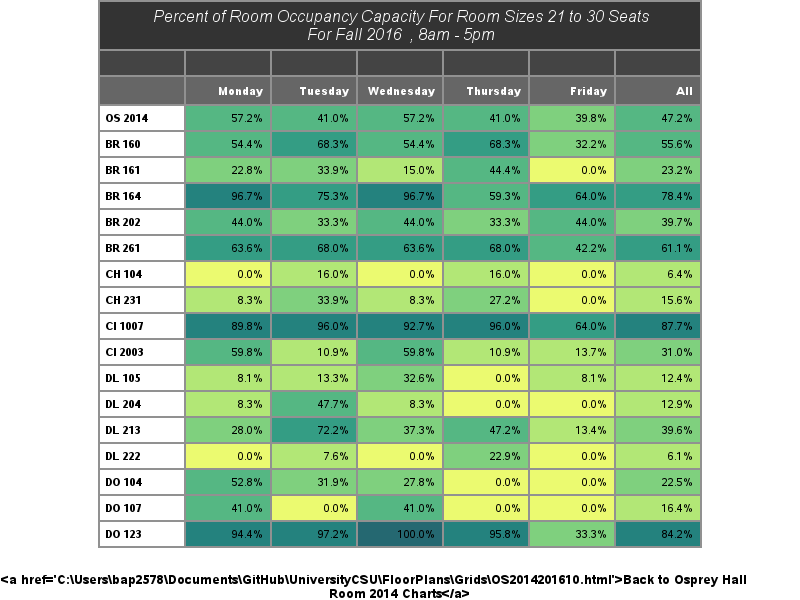 Percent of Room Occupancy Capacity For Room Sizes 21 to 30 Seats
For Fall 2016 , 8am - 5pm
Monday Tuesday Wednesday Thursday Friday All
OS 2014 57.2% 41.0% 57.2% 41.0% 39.8% 47.2%
BR 160 54.4% 68.3% 54.4% 68.3% 32.2% 55.6%
BR 161 22.8% 33.9% 15.0% 44.4% 0.0% 23.2%
BR 164 96.7% 75.3% 96.7% 59.3% 64.0% 78.4%
BR 202 44.0% 33.3% 44.0% 33.3% 44.0% 39.7%
BR 261 63.6% 68.0% 63.6% 68.0% 42.2% 61.1%
CH 104 0.0% 16.0% 0.0% 16.0% 0.0% 6.4%
CH 231 8.3% 33.9% 8.3% 27.2% 0.0% 15.6%
CI 1007 89.8% 96.0% 92.7% 96.0% 64.0% 87.7%
CI 2003 59.8% 10.9% 59.8% 10.9% 13.7% 31.0%
DL 105 8.1% 13.3% 32.6% 0.0% 8.1% 12.4%
DL 204 8.3% 47.7% 8.3% 0.0% 0.0% 12.9%
DL 213 28.0% 72.2% 37.3% 47.2% 13.4% 39.6%
DL 222 0.0% 7.6% 0.0% 22.9% 0.0% 6.1%
DO 104 52.8% 31.9% 27.8% 0.0% 0.0% 22.5%
DO 107 41.0% 0.0% 41.0% 0.0% 0.0% 16.4%
DO 123 94.4% 97.2% 100.0% 95.8% 33.3% 84.2%
<a href='C:\Users\bap2578\Documents\GitHub\UniversityCSU\FloorPlans\Grids\OS2014201610.html'>Back to Osprey Hall
Room 2014 Charts</a>